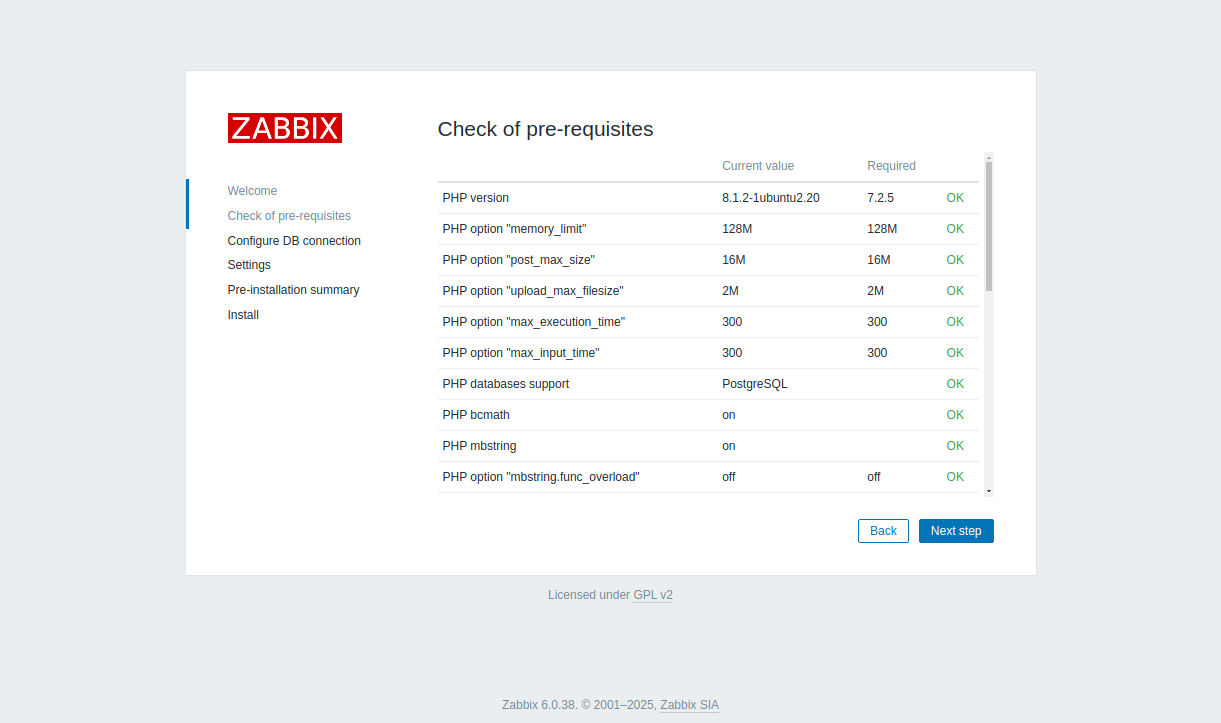 ZABBIX
Welcome
Check of pre-requisites
Configure DB connection
Settings
Pre-installation summary
Install
Check of pre-requisites
Current value Required
PHP version 8.1.2-1ubuntu2.20 7.2.5 OK
PHP option "memory_limit" 128M 128M OK
PHP option "post_max_size" 16M 16M OK
PHP option "upload_max_filesize" 2M 2M OK
PHP option "max_execution_time" 300 300 OK
PHP option "max_input_time" 300 300 OK
PHP databases support PostgreSQL OK
PHP bcmath on OK
PHP mbstring on OK
PHP option "mbstring.func_overload" off off OK
Back Next step
Licensed under GPL v2
Zabbix 6.0.38. © 2001–2025, Zabbix SIA